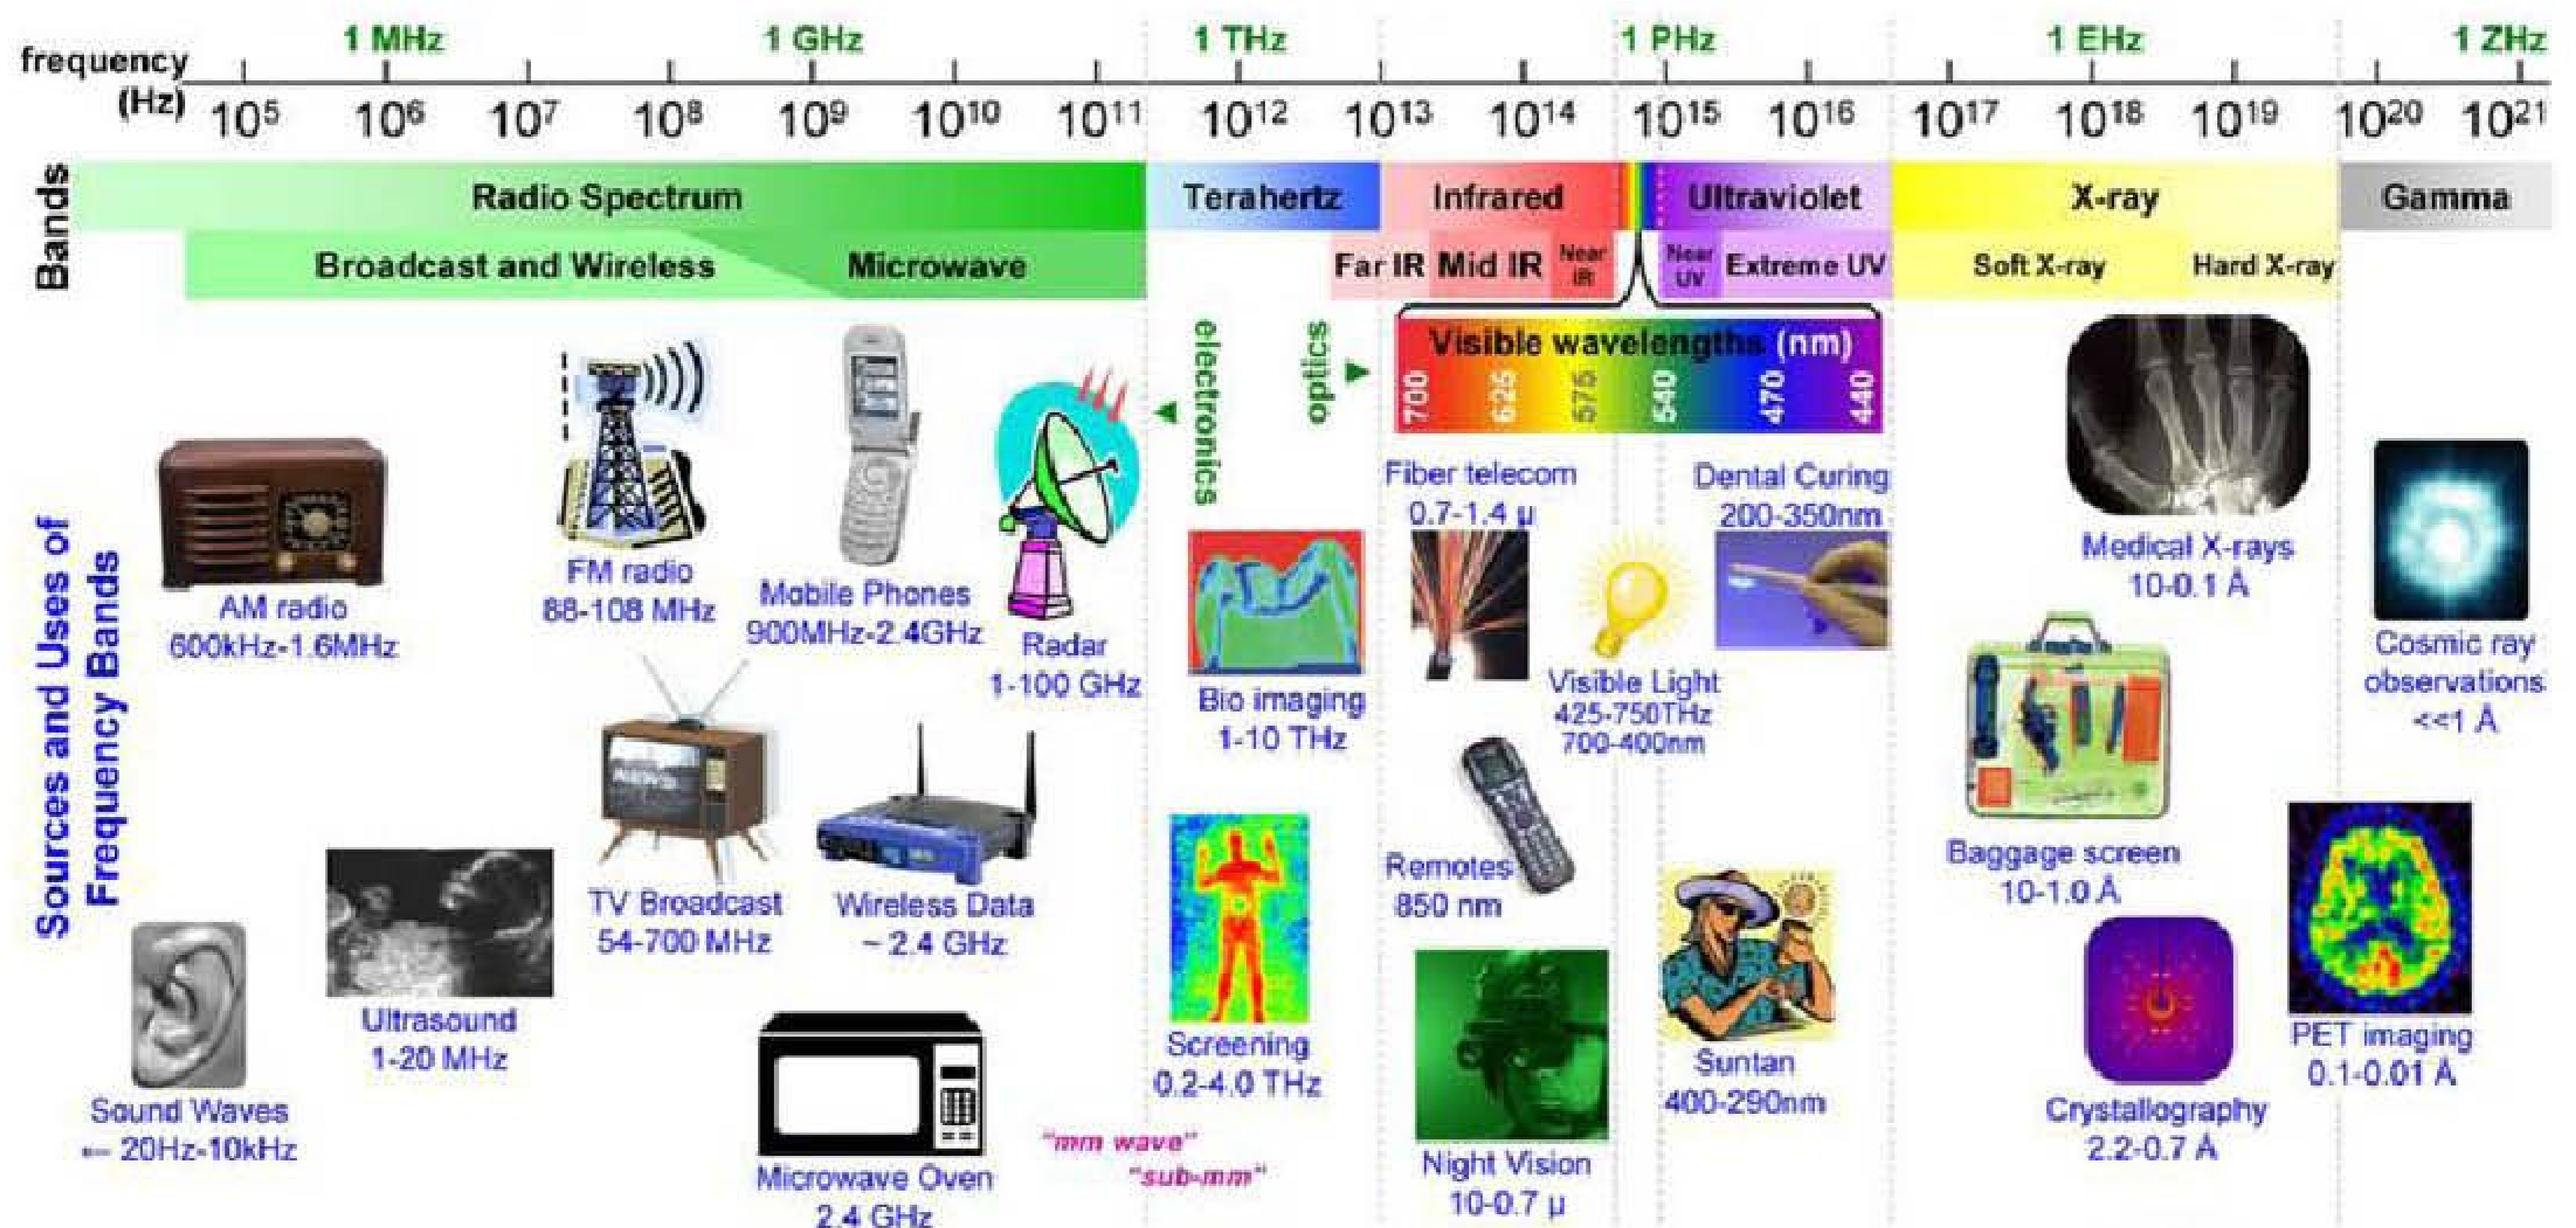 1 MHz 1 GHz 1 THz 1 PHz 1 EHz 1 ZHz
frequency
(Hz)
10⁵ 10⁶ 10⁷ 10⁸ 10⁹ 10¹⁰ 10¹¹ 10¹² 10¹³ 10¹⁴ 10¹⁵ 10¹⁶ 10¹⁷ 10¹⁸ 10¹⁹ 10²⁰ 10²¹
Bands
Radio Spectrum Terahertz Infrared Ultraviolet X-ray Gamma
Broadcast and Wireless Microwave Far IR Mid IR Near IR Near UV Extreme UV Soft X-ray Hard X-ray
electronics
optics
Visible wavelengths (nm)
700 625 575 540 470 440
Sources and Uses of
Frequency Bands
AM radio
600kHz-1.6MHz
FM radio
88-108 MHz
Mobile Phones
900MHz-2.4GHz
Radar
1-100 GHz
Bio imaging
1-10 THz
Fiber telecom
0.7-1.4 µ
Dental Curing
200-350nm
Visible Light
425-750THz
700-400nm
Medical X-rays
10-0.1 Å
Cosmic ray
observations
<<1 Å
Sound Waves
← 20Hz-10kHz
Ultrasound
1-20 MHz
TV Broadcast
54-700 MHz
Wireless Data
~ 2.4 GHz
Microwave Oven
2.4 GHz
"mm wave"
"sub-mm"
Screening
0.2-4.0 THz
Remotes
850 nm
Night Vision
10-0.7 µ
Suntan
400-290nm
Baggage screen
10-1.0 Å
Crystallography
2.2-0.7 Å
PET imaging
0.1-0.01 Å